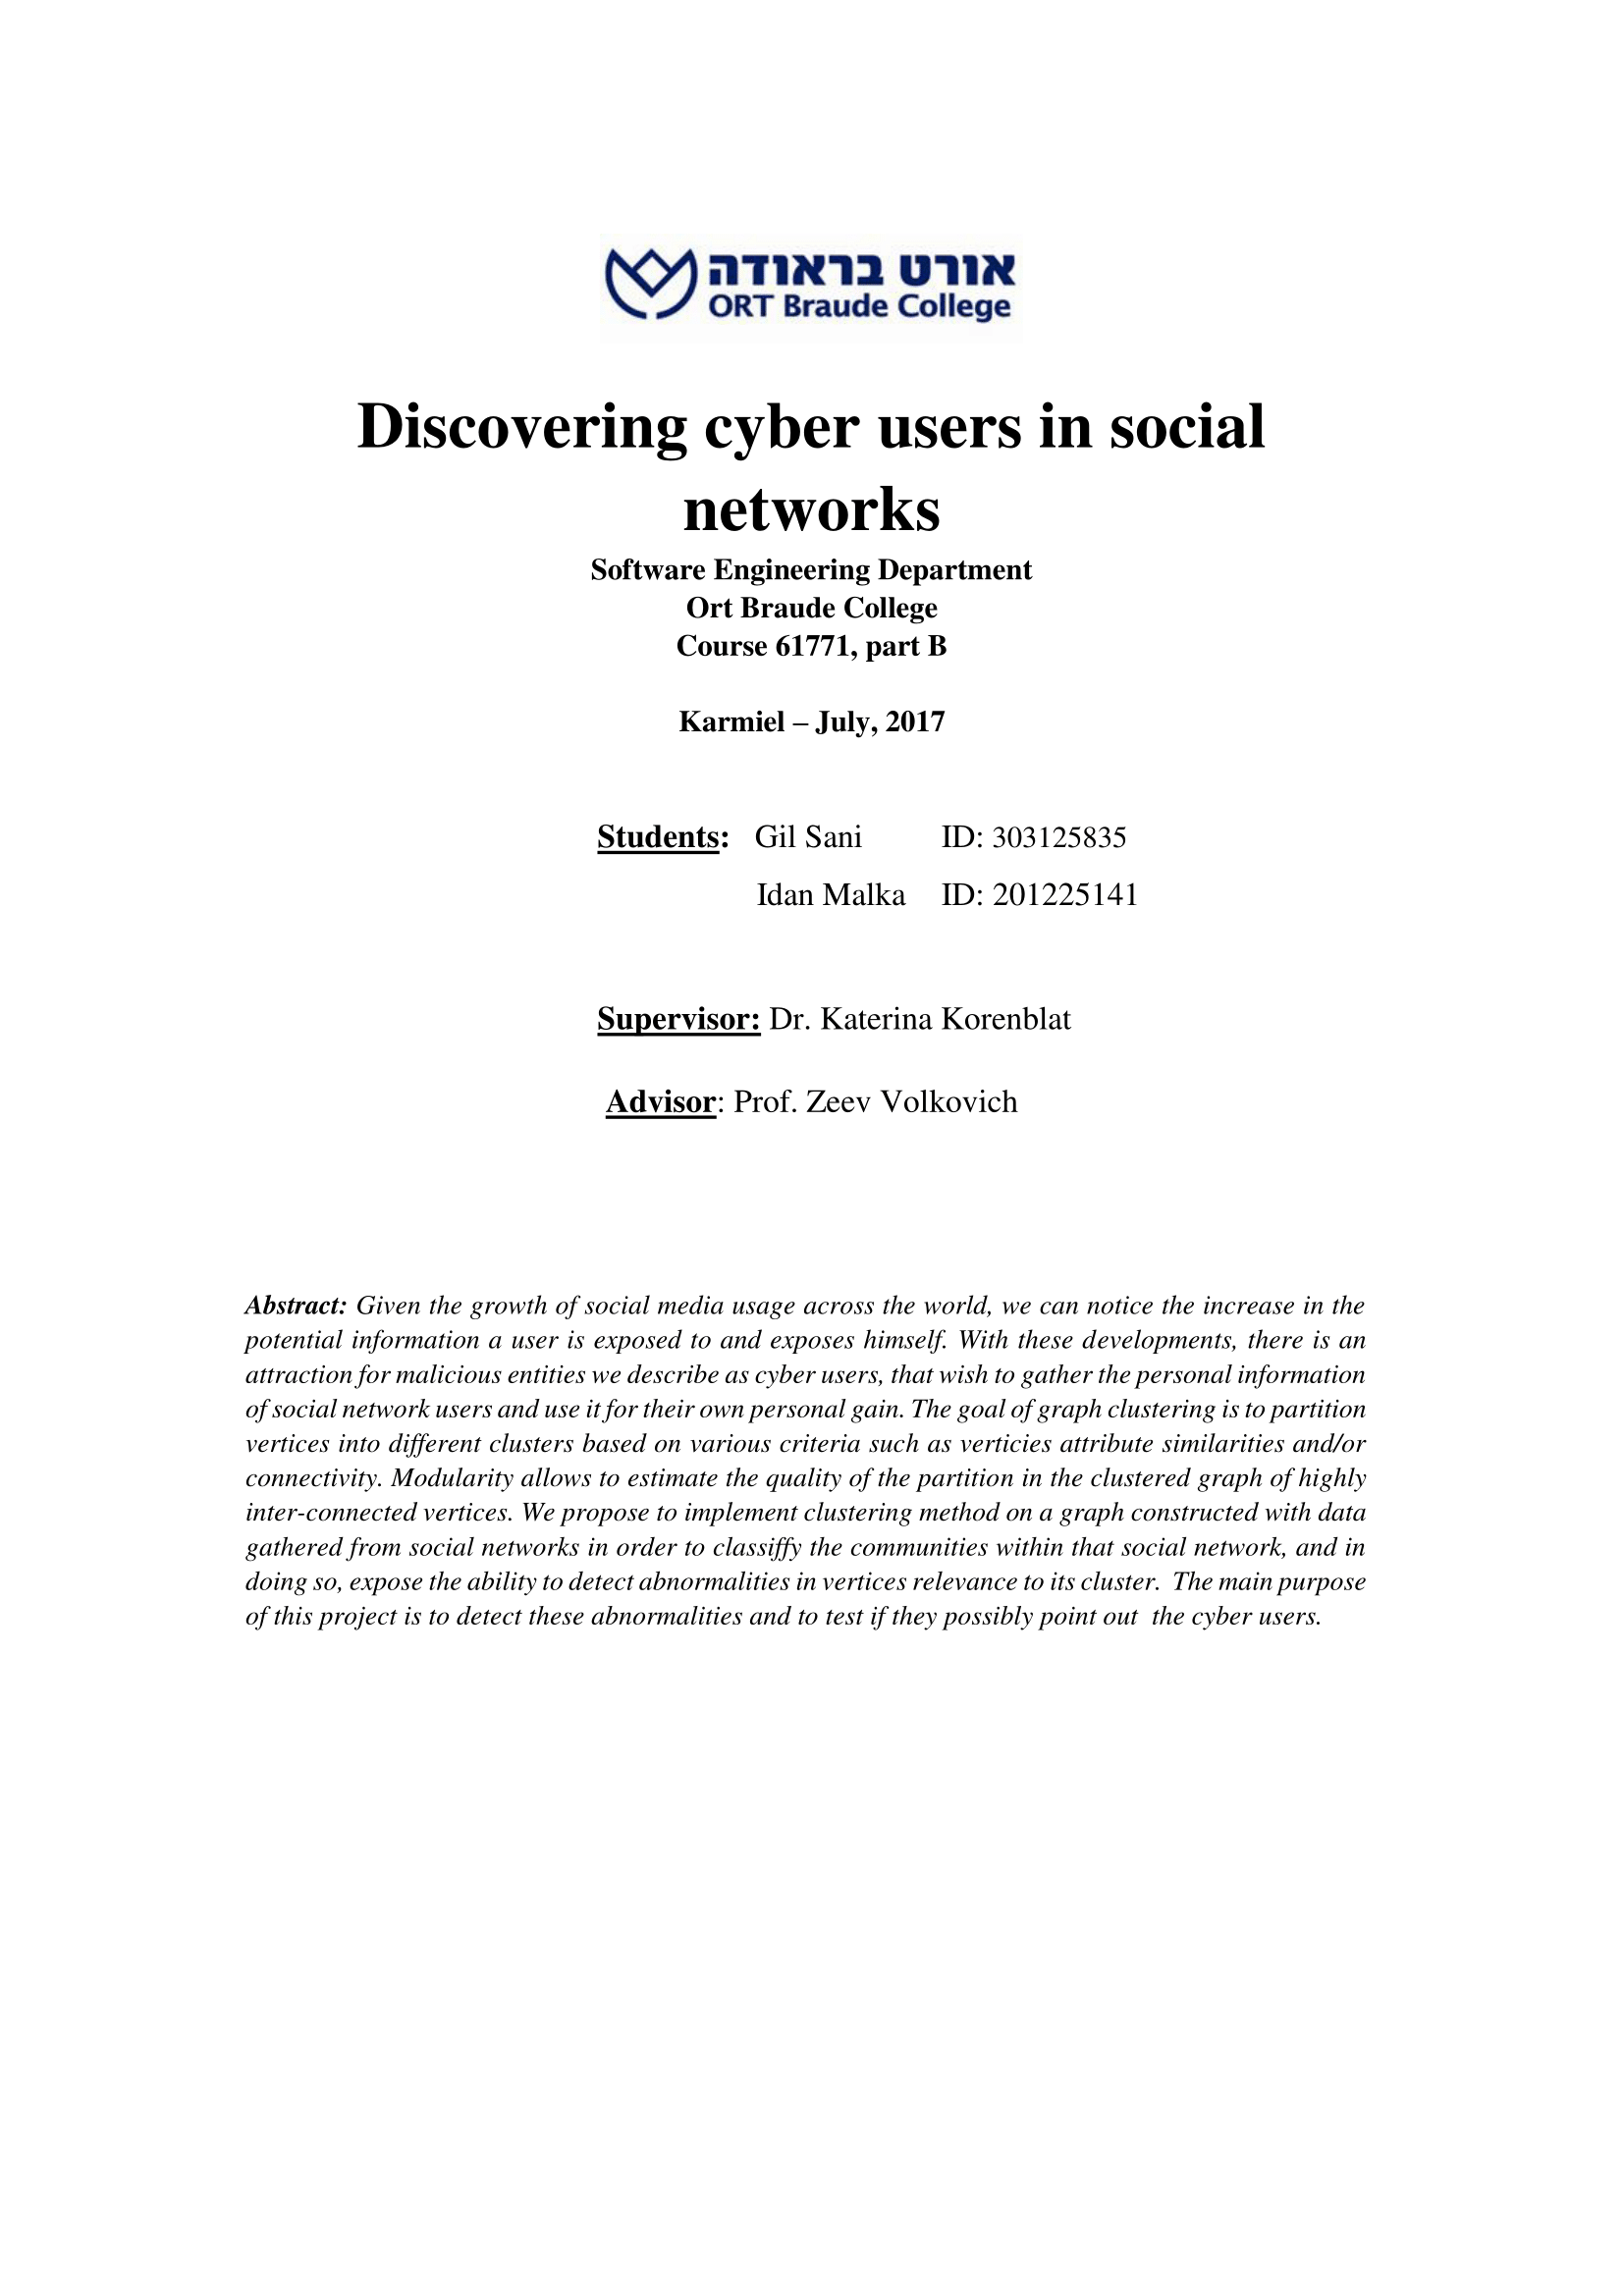 אורט בראודה
ORT Braude College
Discovering cyber users in social
networks
Software Engineering Department
Ort Braude College
Course 61771, part B
Karmiel – July, 2017
Students: Gil Sani ID: 303125835
Idan Malka ID: 201225141
Supervisor: Dr. Katerina Korenblat
Advisor: Prof. Zeev Volkovich
Abstract: Given the growth of social media usage across the world, we can notice the increase in the
potential information a user is exposed to and exposes himself. With these developments, there is an
attraction for malicious entities we describe as cyber users, that wish to gather the personal information
of social network users and use it for their own personal gain. The goal of graph clustering is to partition
vertices into different clusters based on various criteria such as verticies attribute similarities and/or
connectivity. Modularity allows to estimate the quality of the partition in the clustered graph of highly
inter-connected vertices. We propose to implement clustering method on a graph constructed with data
gathered from social networks in order to classiffy the communities within that social network, and in
doing so, expose the ability to detect abnormalities in vertices relevance to its cluster. The main purpose
of this project is to detect these abnormalities and to test if they possibly point out the cyber users.